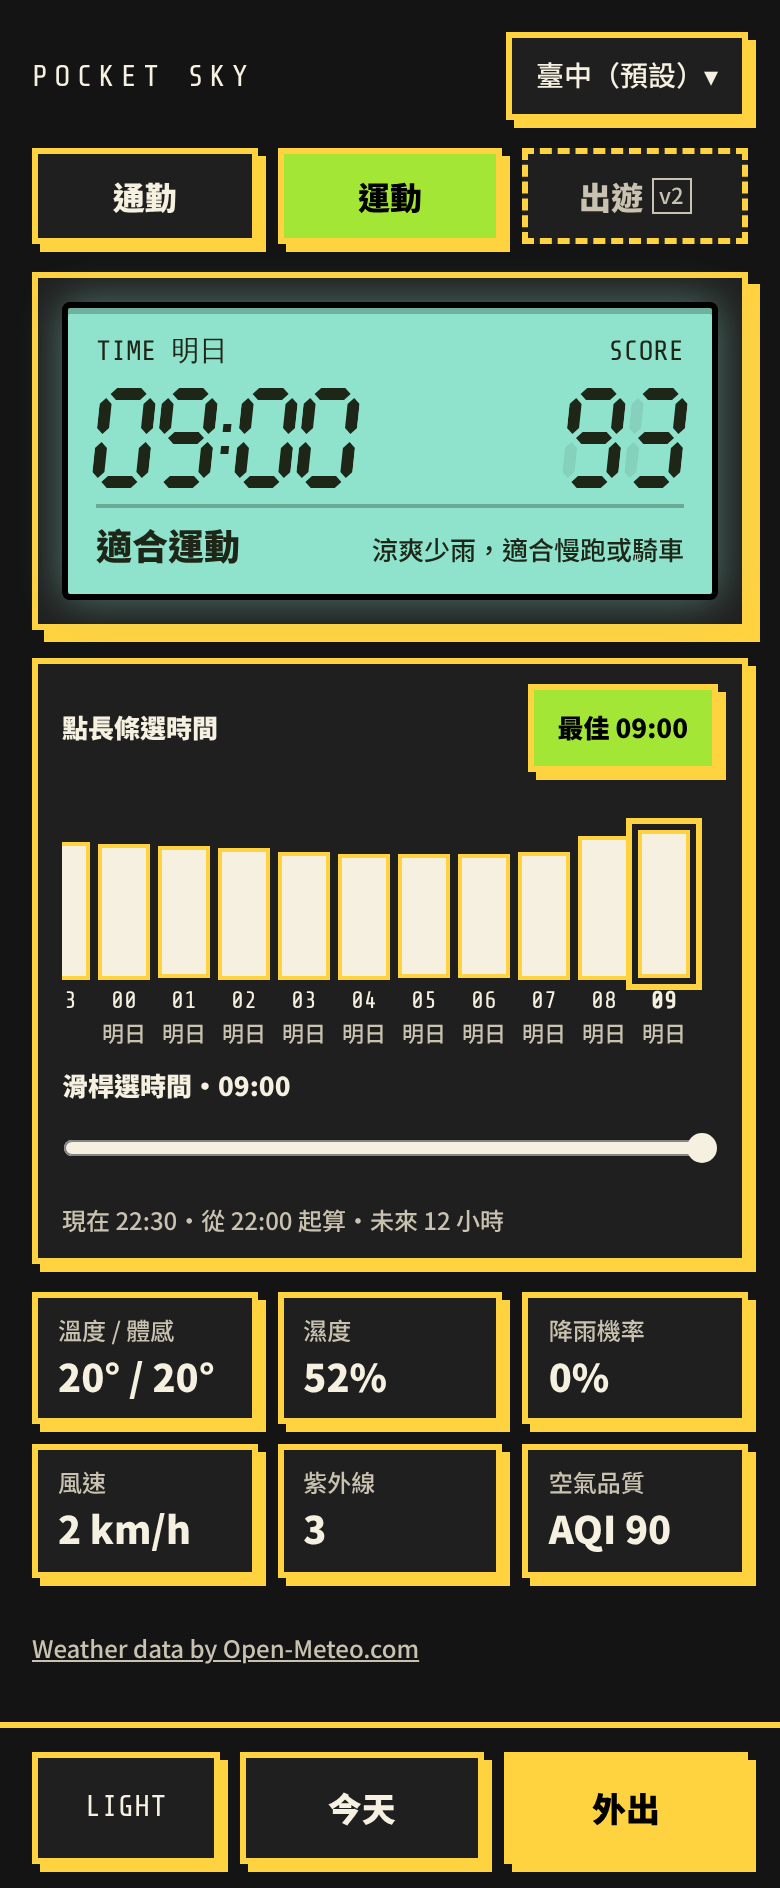 POCKET SKY
臺中（預設）▼
通勤
運動
出遊 v2
TIME 明日
SCORE
09:00
93
適合運動
涼爽少雨，適合慢跑或騎車
點長條選時間
最佳 09:00
3 00 01 02 03 04 05 06 07 08 09
明日 明日 明日 明日 明日 明日 明日 明日 明日 明日
滑桿選時間・09:00
現在 22:30・從 22:00 起算・未來 12 小時
溫度 / 體感
20° / 20°
濕度
52%
降雨機率
0%
風速
2 km/h
紫外線
3
空氣品質
AQI 90
Weather data by Open-Meteo.com
LIGHT
今天
外出